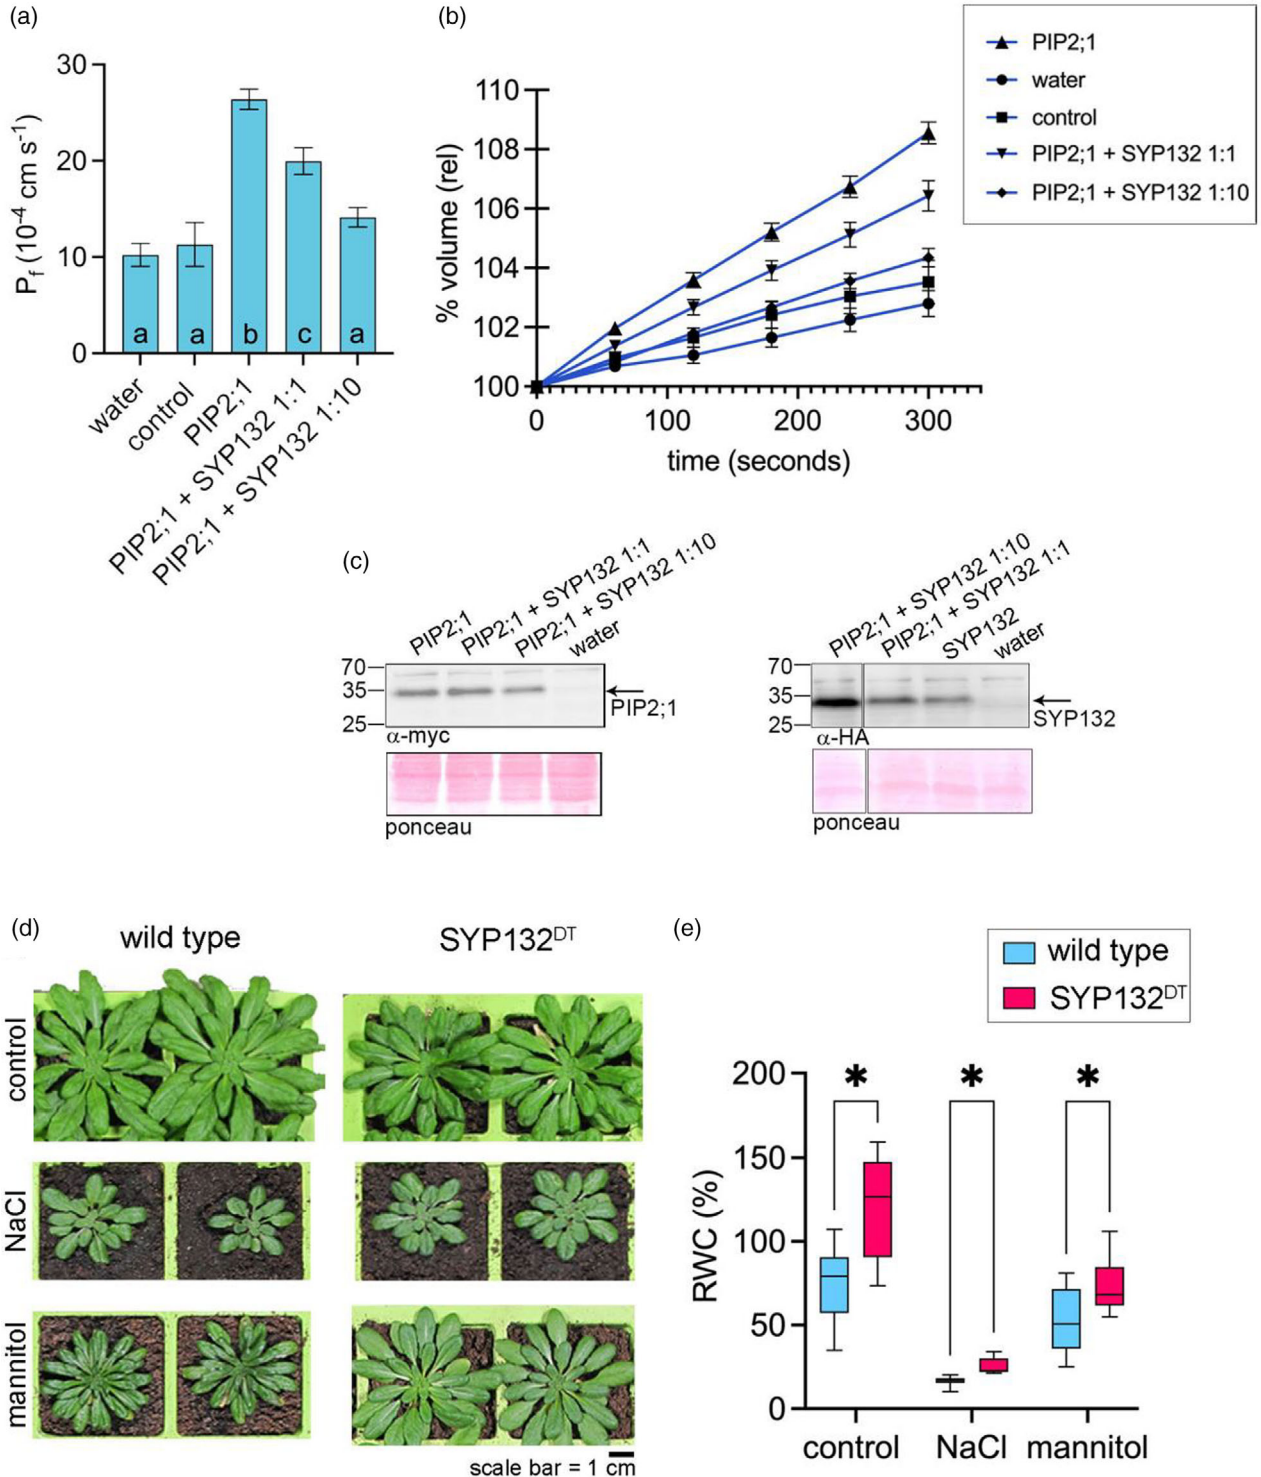 (a)
30
20
10
0
P_f (10^-4 cm s^-1)
a
a
b
c
a
water
control
PIP2;1
PIP2;1 + SYP132 1:1
PIP2;1 + SYP132 1:10
(b)
110
108
106
104
102
100
% volume (rel)
0
100
200
300
time (seconds)
PIP2;1
water
control
PIP2;1 + SYP132 1:1
PIP2;1 + SYP132 1:10
(c)
PIP2;1
PIP2;1 + SYP132 1:1
PIP2;1 + SYP132 1:10
water
70
35
25
PIP2;1
α-myc
ponceau
PIP2;1 + SYP132 1:10
PIP2;1 + SYP132 1:1
SYP132
water
70
35
25
SYP132
α-HA
ponceau
(d)
wild type
SYP132^DT
control
NaCl
mannitol
scale bar = 1 cm
(e)
wild type
SYP132^DT
200
150
100
50
0
RWC (%)
*
*
*
control
NaCl
mannitol